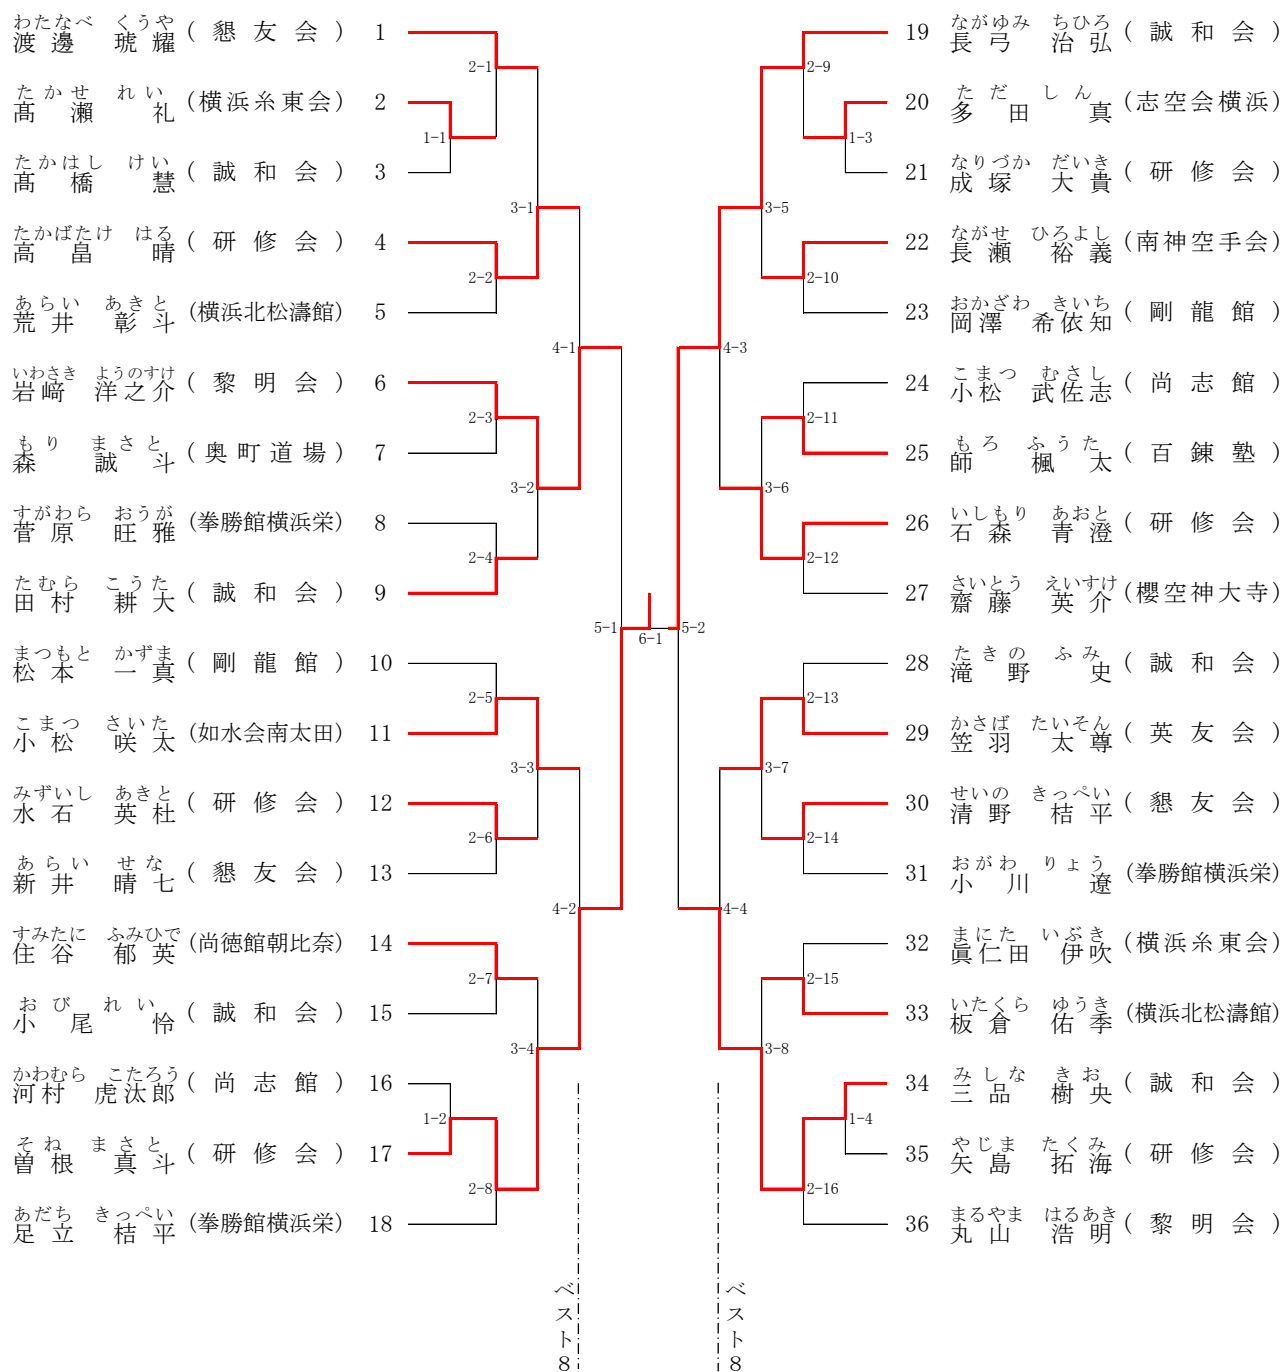 わたなべ　くうや
渡邊　琥耀 ( 懇友会 ) 1
たかせ　れい
髙瀬　礼 (横浜糸東会) 2
たかはし　けい
髙橋　慧 ( 誠和会 ) 3
たかばたけ　はる
高畠　晴 ( 研修会 ) 4
あらい　あきと
荒井　彰斗 (横浜北松濤館) 5
いわさき　ようのすけ
岩﨑　洋之介 ( 黎明会 ) 6
もり　まさと
森　誠斗 ( 奥町道場 ) 7
すがわら　おうが
菅原　旺雅 (拳勝館横浜栄) 8
たむら　こうた
田村　耕大 ( 誠和会 ) 9
まつもと　かずま
松本　一真 ( 剛龍館 ) 10
こまつ　さいた
小松　咲太 (如水会南太田) 11
みずいし　あきと
水石　英杜 ( 研修会 ) 12
あらい　せな
新井　晴七 ( 懇友会 ) 13
すみたに　ふみひで
住谷　郁英 (尚徳館朝比奈) 14
おび　れい
小尾　怜 ( 誠和会 ) 15
かわむら　こたろう
河村　虎汰郎 ( 尚志館 ) 16
そね　まさと
曽根　真斗 ( 研修会 ) 17
あだち　きっぺい
足立　桔平 (拳勝館横浜栄) 18
1-1
1-2
2-1
2-2
2-3
2-4
2-5
2-6
2-7
2-8
3-1
3-2
3-3
3-4
4-1
4-2
5-1
6-1
5-2
4-3
4-4
3-5
3-6
3-7
3-8
2-9
2-10
2-11
2-12
2-13
2-14
2-15
2-16
1-3
1-4
ながゆみ　ちひろ
19 長弓　治弘 ( 誠和会 )
ただ　しん
20 多田　真 (志空会横浜)
なりづか　だいき
21 成塚　大貴 ( 研修会 )
ながせ　ひろよし
22 長瀬　裕義 (南神空手会)
おかざわ　きいち
23 岡澤　希依知 ( 剛龍館 )
こまつ　むさし
24 小松　武佐志 ( 尚志館 )
もろ　ふうた
25 師　楓太 ( 百錬塾 )
いしもり　あおと
26 石森　青澄 ( 研修会 )
さいとう　えいすけ
27 齋藤　英介 (櫻空神大寺)
たきの　ふみ
28 滝野　史 ( 誠和会 )
かさば　たいそん
29 笠羽　太尊 ( 英友会 )
せいの　きっぺい
30 清野　桔平 ( 懇友会 )
おがわ　りょう
31 小川　遼 (拳勝館横浜栄)
まにた　いぶき
32 眞仁田　伊吹 (横浜糸東会)
いたくら　ゆうき
33 板倉　佑季 (横浜北松濤館)
みしな　きお
34 三品　樹央 ( 誠和会 )
やじま　たくみ
35 矢島　拓海 ( 研修会 )
まるやま　はるあき
36 丸山　浩明 ( 黎明会 )
ベスト8
ベスト8